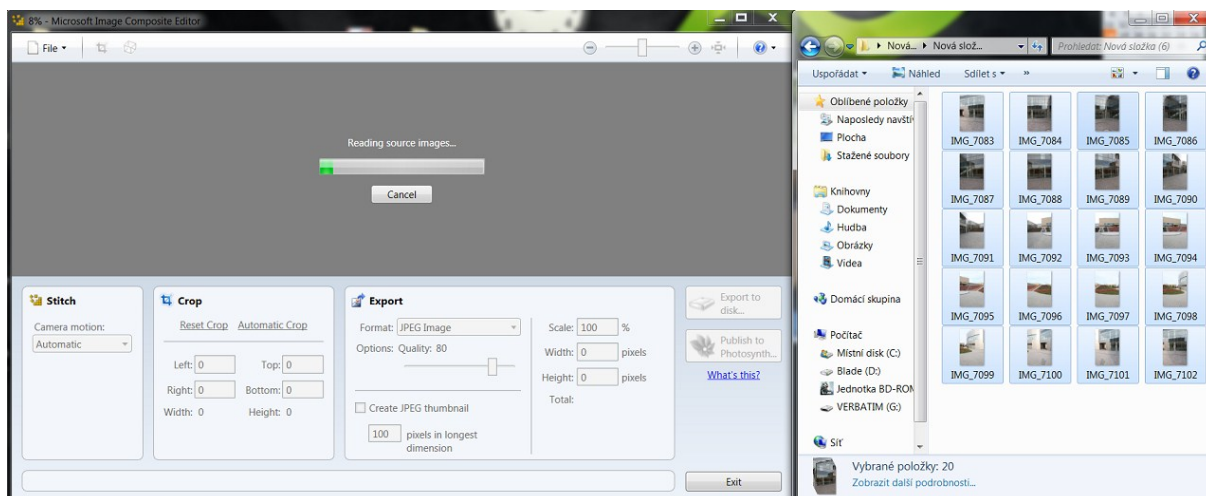 8% - Microsoft Image Composite Editor
File
Reading source images...
Cancel
Stitch
Camera motion:
Automatic
Crop
Reset Crop Automatic Crop
Left: 0 Top: 0
Right: 0 Bottom: 0
Width: 0 Height: 0
Export
Format: JPEG Image
Options: Quality: 80
Create JPEG thumbnail
100 pixels in longest
dimension
Scale: 100 %
Width: 0 pixels
Height: 0 pixels
Total:
Export to
disk...
Publish to
Photosynth...
What's this?
Exit
Nová... Nová slož... Prohledat: Nová složka (6)
Uspořádat Náhled Sdílet s »
Oblíbené položky
Naposledy navští
Plocha
Stažené soubory
Knihovny
Dokumenty
Hudba
Obrázky
Videa
Domácí skupina
Počítač
Místní disk (C:)
Blade (D:)
Jednotka BD-RO
VERBATIM (G:)
Síť
IMG_7083 IMG_7084 IMG_7085 IMG_7086
IMG_7087 IMG_7088 IMG_7089 IMG_7090
IMG_7091 IMG_7092 IMG_7093 IMG_7094
IMG_7095 IMG_7096 IMG_7097 IMG_7098
IMG_7099 IMG_7100 IMG_7101 IMG_7102
Vybrané položky: 20
Zobrazit další podrobnosti...